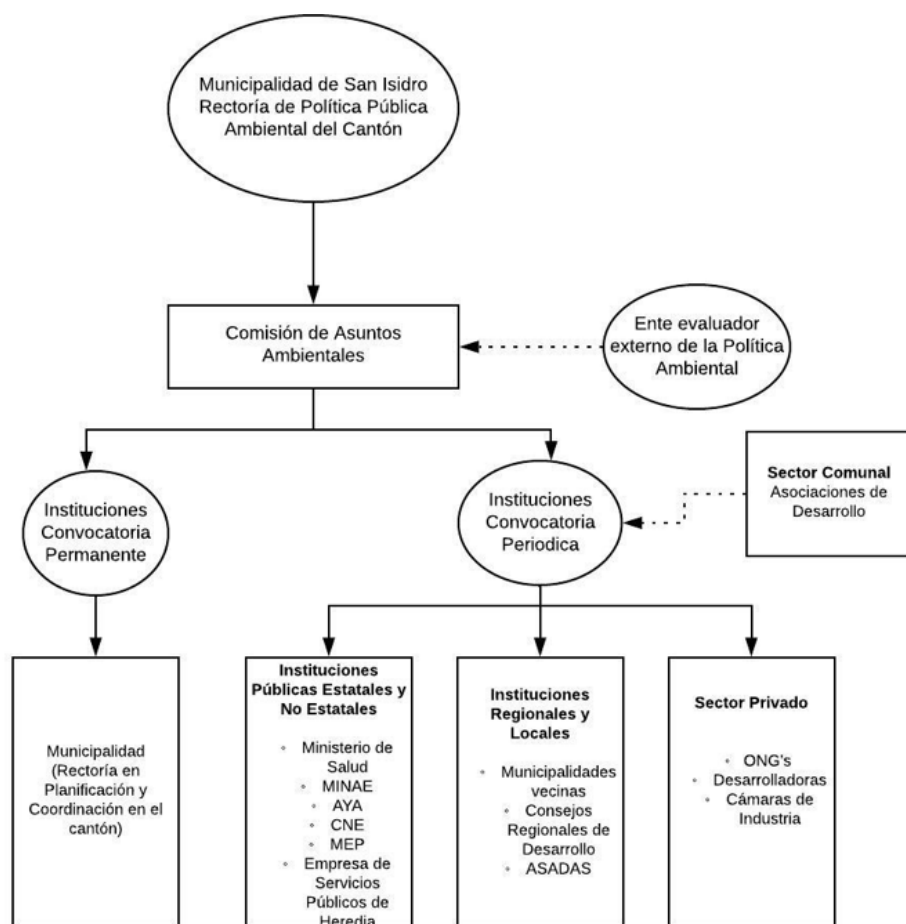 Municipalidad de San Isidro
Rectoría de Política Pública
Ambiental del Cantón
Comisión de Asuntos
Ambientales
Ente evaluador
externo de la Política
Ambiental
Instituciones
Convocatoria
Permanente
Instituciones
Convocatoria
Periodica
Sector Comunal
Asociaciones de
Desarrollo
Municipalidad
(Rectoría en
Planificación y
Coordinación en el
cantón)
Instituciones
Públicas Estatales y
No Estatales
◦ Ministerio de
Salud
◦ MINAE
◦ AYA
◦ CNE
◦ MEP
◦ Empresa de
Servicios
Públicos de
Heredia
Instituciones
Regionales y
Locales
◦ Municipalidades
vecinas
◦ Consejos
Regionales de
Desarrollo
◦ ASADAS
Sector Privado
◦ ONG's
◦ Desarrolladoras
◦ Cámaras de
Industria